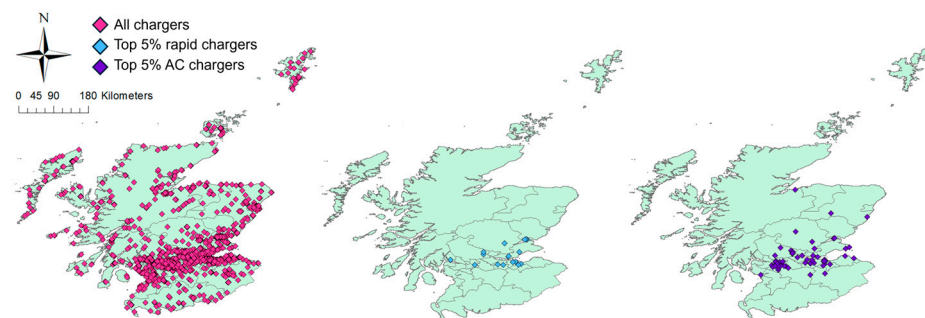 N
All chargers
Top 5% rapid chargers
Top 5% AC chargers
0 45 90 180 Kilometers